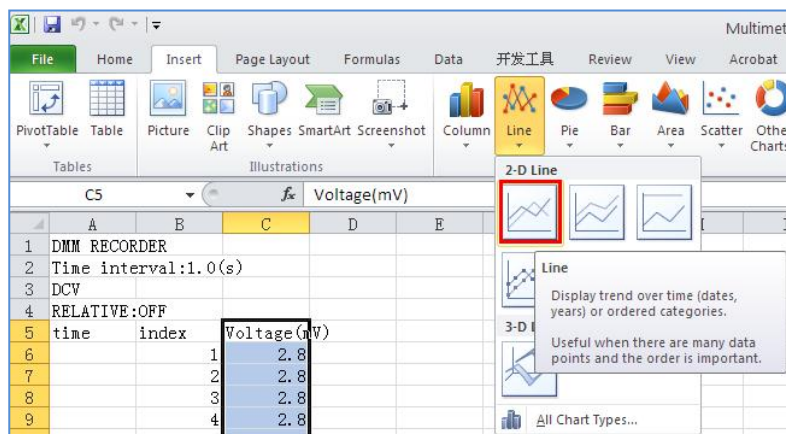 Multimet
File Home Insert Page Layout Formulas Data 开发工具 Review View Acrobat
PivotTable Table Picture Clip Art Shapes SmartArt Screenshot Column Line Pie Bar Area Scatter Othe Charts
Tables Illustrations
2-D Line
C5 fx Voltage(mV)
A B C D E I
1 DMM RECORDER
2 Time interval:1.0(s)
3 DCV
4 RELATIVE:OFF
5 time index Voltage(mV)
6 1 2.8
7 2 2.8
8 3 2.8
9 4 2.8
Line
Display trend over time (dates,
years) or ordered categories.
Useful when there are many data
points and the order is important.
3-D L
All Chart Types...